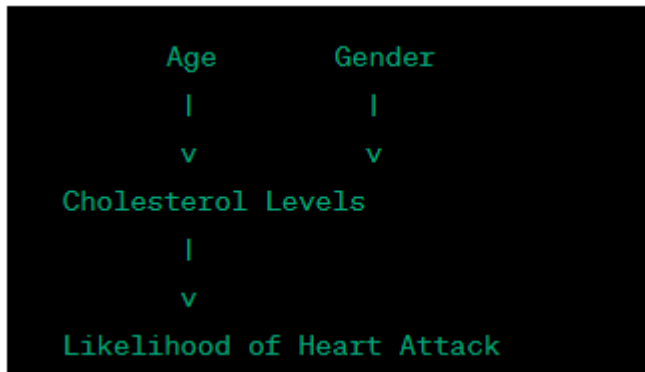 Age Gender
| |
v v
Cholesterol Levels
|
v
Likelihood of Heart Attack